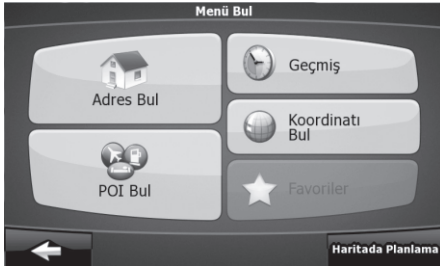 Menü Bul
Adres Bul
Geçmiş
Koordinatı
Bul
POI Bul
Favoriler
Haritada Planlama